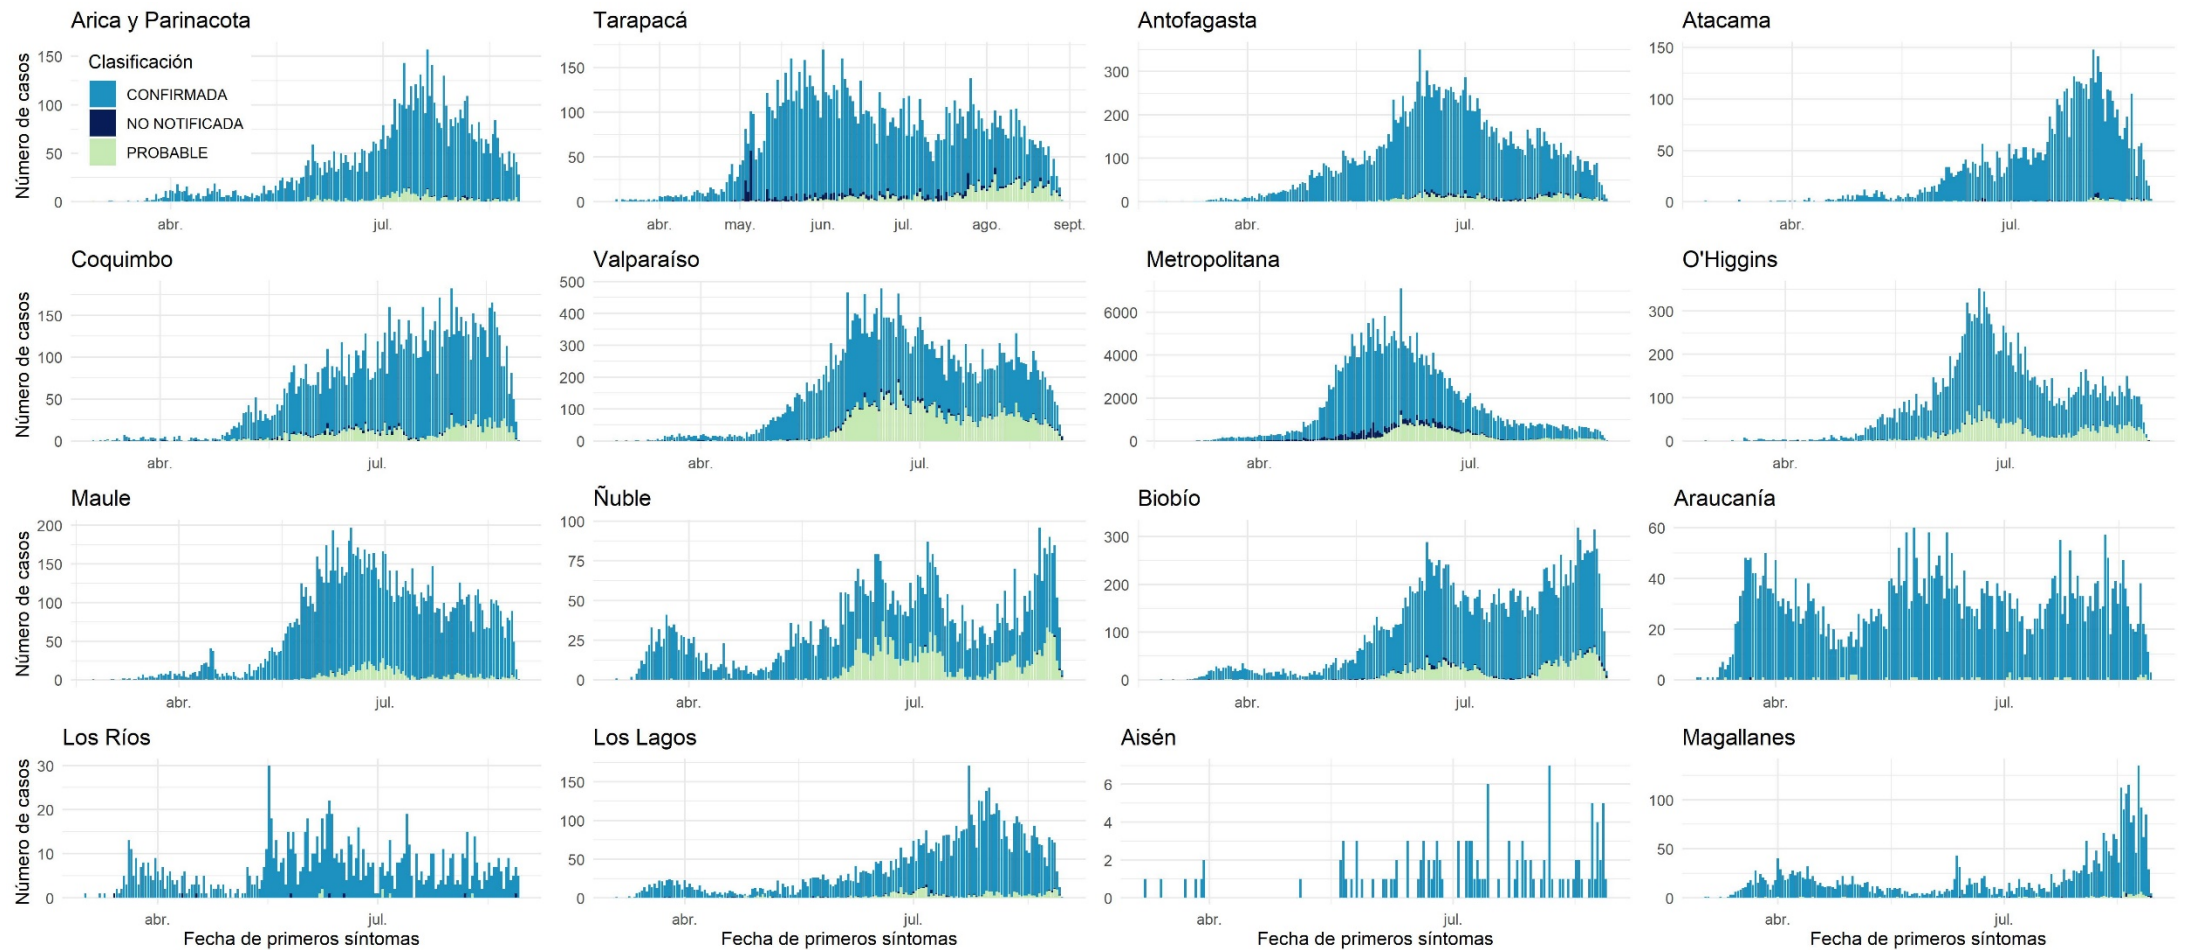 Arica y Parinacota
Número de casos
150
100
50
0
Clasificación
CONFIRMADA
NO NOTIFICADA
PROBABLE
abr. jul.
Tarapacá
150
100
50
0
abr. may. jun. jul. ago. sept.
Antofagasta
300
200
100
0
abr. jul.
Atacama
150
100
50
0
abr. jul.
Coquimbo
Número de casos
150
100
50
0
abr. jul.
Valparaíso
500
400
300
200
100
0
abr. jul.
Metropolitana
6000
4000
2000
0
abr. jul.
O'Higgins
300
200
100
0
abr. jul.
Maule
Número de casos
200
150
100
50
0
abr. jul.
Ñuble
100
75
50
25
0
abr. jul.
Biobío
300
200
100
0
abr. jul.
Araucanía
60
40
20
0
abr. jul.
Los Ríos
Número de casos
30
20
10
0
abr. jul.
Fecha de primeros síntomas
Los Lagos
150
100
50
0
abr. jul.
Fecha de primeros síntomas
Aisén
6
4
2
0
abr. jul.
Fecha de primeros síntomas
Magallanes
100
50
0
abr. jul.
Fecha de primeros síntomas